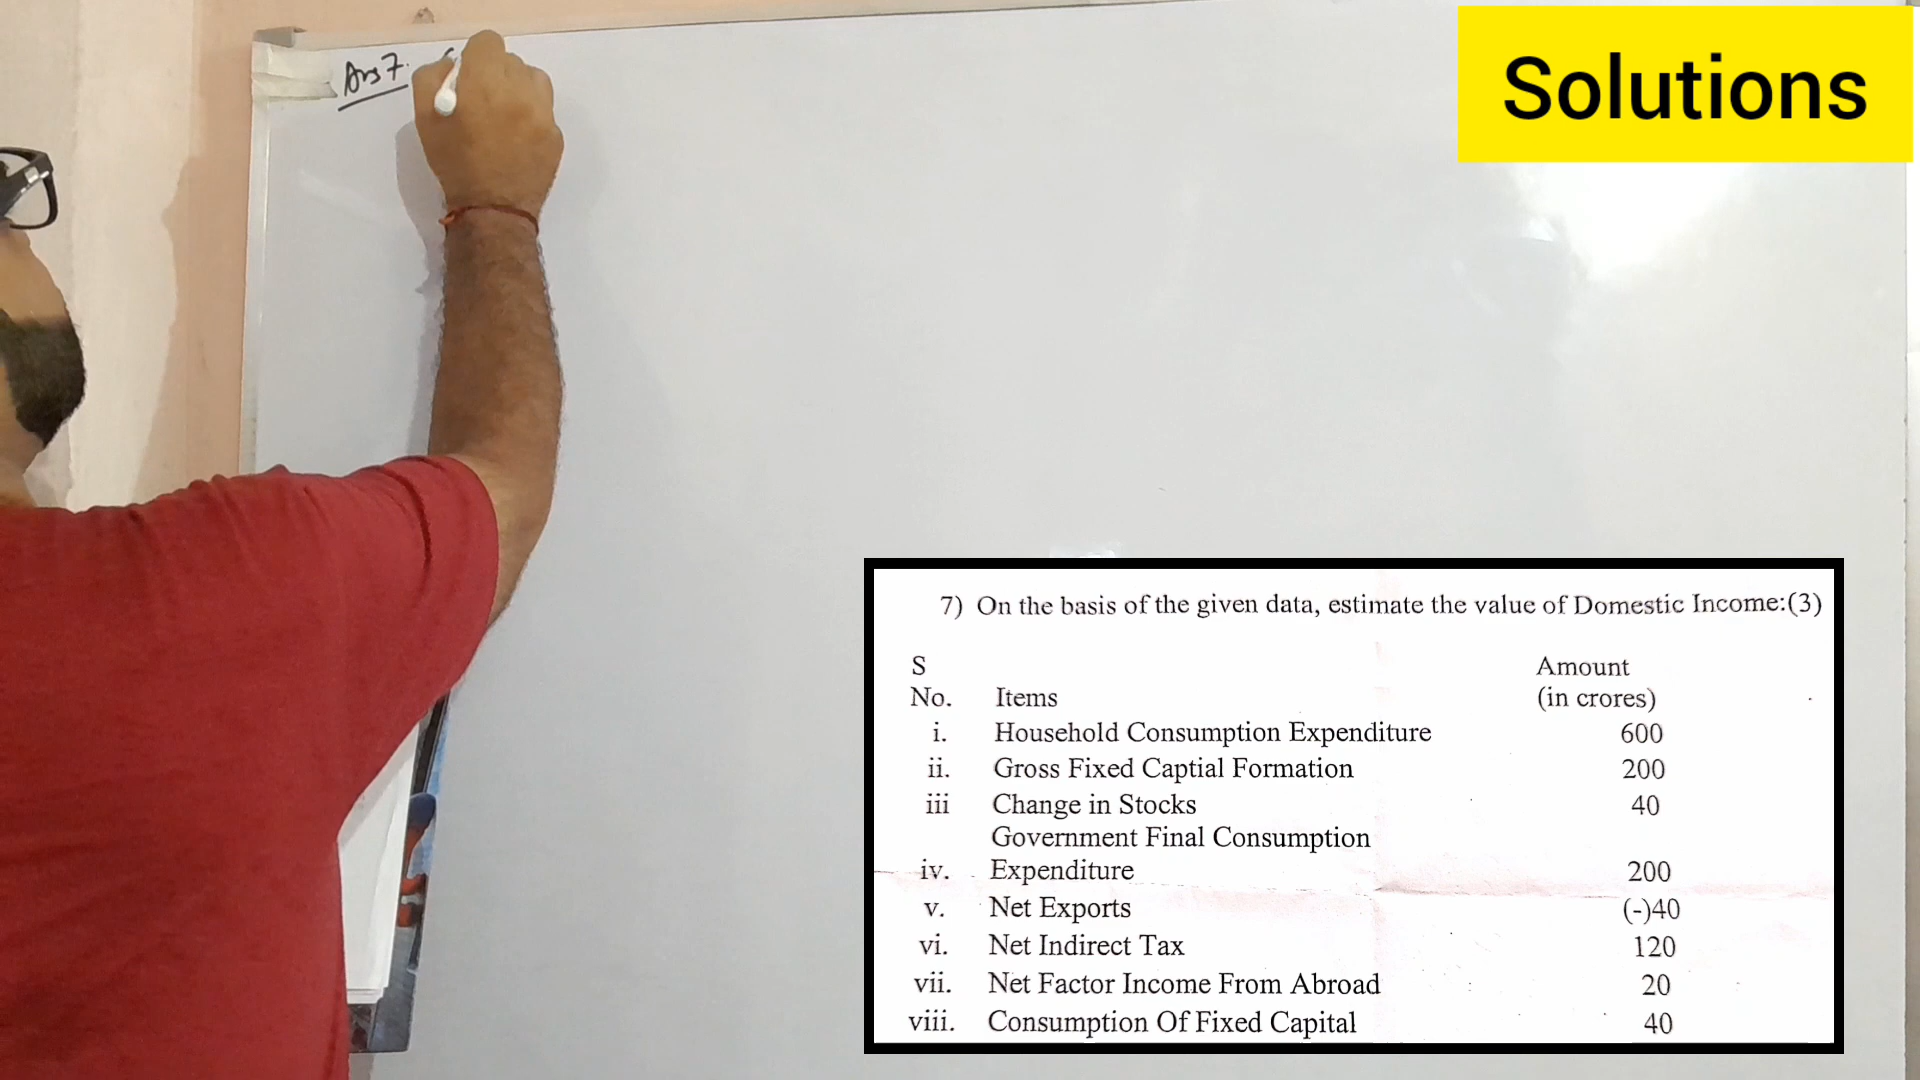 Ans 7.
Solutions
7) On the basis of the given data, estimate the value of Domestic Income:(3)
S
No. Items Amount (in crores)
i. Household Consumption Expenditure 600
ii. Gross Fixed Captial Formation 200
iii Change in Stocks 40
Government Final Consumption
iv. Expenditure 200
v. Net Exports (-)40
vi. Net Indirect Tax 120
vii. Net Factor Income From Abroad 20
viii. Consumption Of Fixed Capital 40